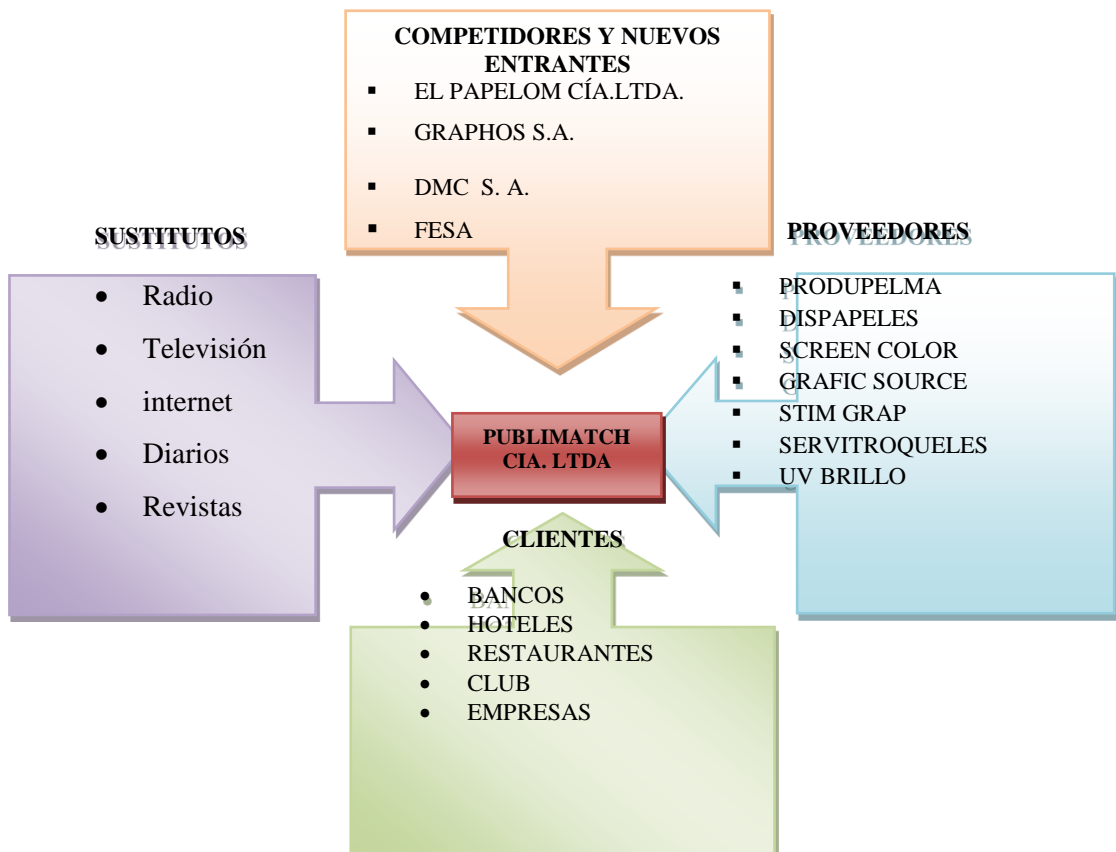 COMPETIDORES Y NUEVOS
ENTRANTES
▪ EL PAPELOM CÍA.LTDA.
▪ GRAPHOS S.A.
▪ DMC S. A.
▪ FESA
SUSTITUTOS
• Radio
• Televisión
• internet
• Diarios
• Revistas
PROVEEDORES
▪ PRODUPELMA
▪ DISPAPELES
▪ SCREEN COLOR
▪ GRAFIC SOURCE
▪ STIM GRAP
▪ SERVITROQUELES
▪ UV BRILLO
PUBLIMATCH
CIA. LTDA
CLIENTES
• BANCOS
• HOTELES
• RESTAURANTES
• CLUB
• EMPRESAS